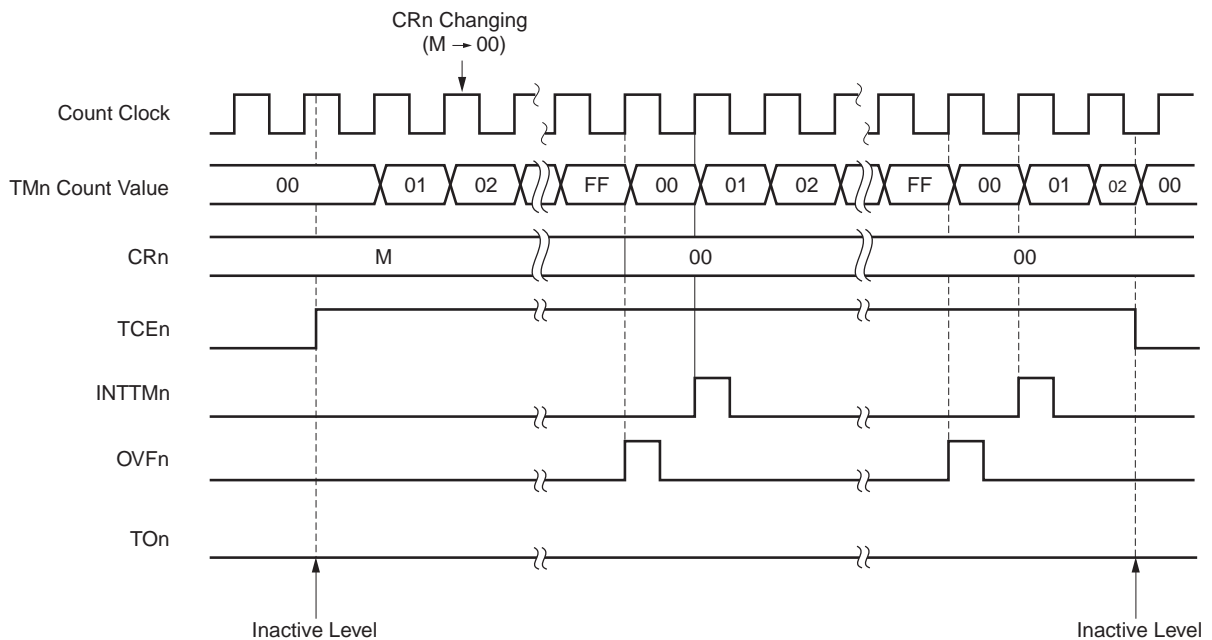 CRn Changing
(M → 00)
Count Clock
TMn Count Value 00 01 02 FF 00 01 02 FF 00 01 02 00
CRn M 00 00
TCEn
INTTMn
OVFn
TOn
Inactive Level Inactive Level